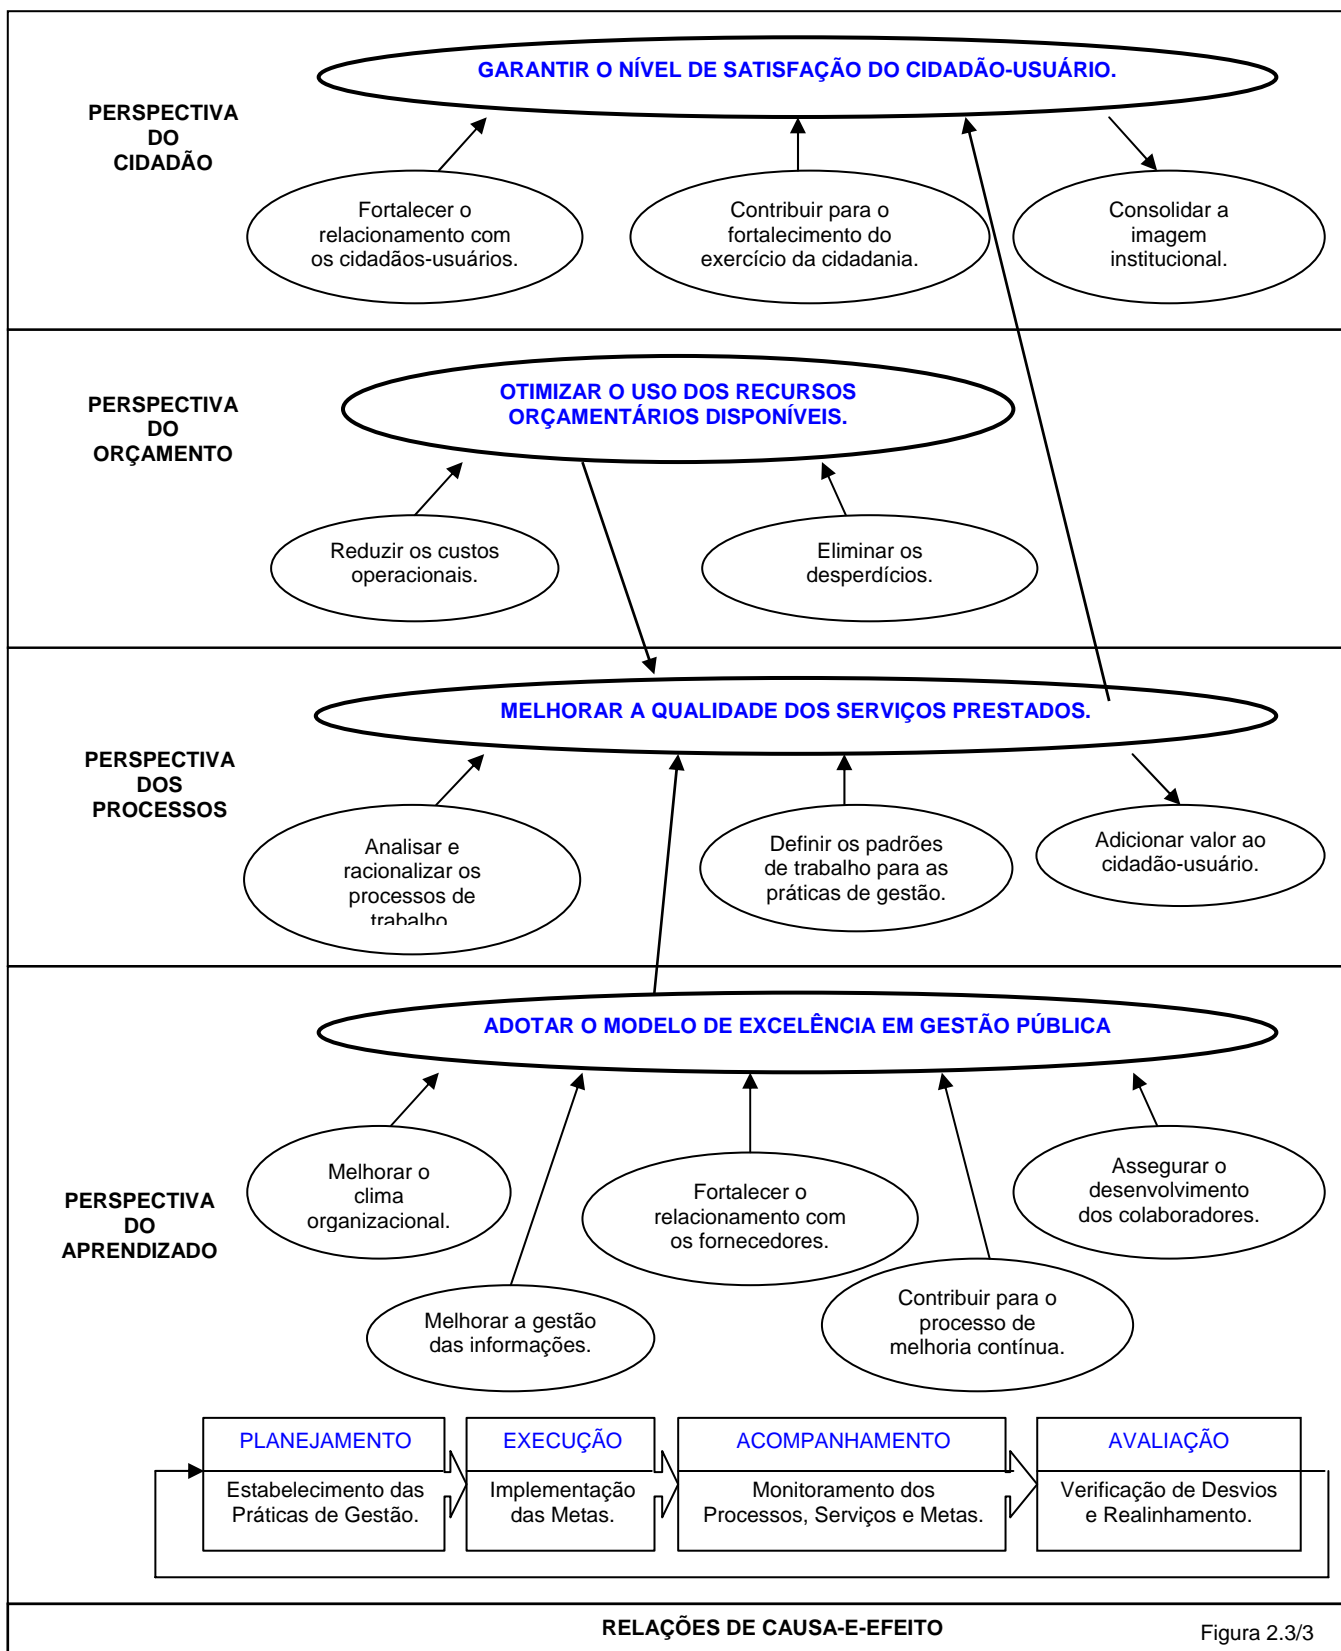 GARANTIR O NÍVEL DE SATISFAÇÃO DO CIDADÃO-USUÁRIO.
PERSPECTIVA
DO
CIDADÃO
Fortalecer o
relacionamento com
os cidadãos-usuários.
Contribuir para o
fortalecimento do
exercício da cidadania.
Consolidar a
imagem
institucional.
PERSPECTIVA
DO
ORÇAMENTO
OTIMIZAR O USO DOS RECURSOS
ORÇAMENTÁRIOS DISPONÍVEIS.
Reduzir os custos
operacionais.
Eliminar os
desperdícios.
MELHORAR A QUALIDADE DOS SERVIÇOS PRESTADOS.
PERSPECTIVA
DOS
PROCESSOS
Analisar e
racionalizar os
processos de
trabalho
Definir os padrões
de trabalho para as
práticas de gestão.
Adicionar valor ao
cidadão-usuário.
ADOTAR O MODELO DE EXCELÊNCIA EM GESTÃO PÚBLICA
PERSPECTIVA
DO
APRENDIZADO
Melhorar o
clima
organizacional.
Melhorar a gestão
das informações.
Fortalecer o
relacionamento com
os fornecedores.
Contribuir para o
processo de
melhoria contínua.
Assegurar o
desenvolvimento
dos colaboradores.
PLANEJAMENTO
Estabelecimento das
Práticas de Gestão.
EXECUÇÃO
Implementação
das Metas.
ACOMPANHAMENTO
Monitoramento dos
Processos, Serviços e Metas.
AVALIAÇÃO
Verificação de Desvios
e Realinhamento.
RELAÇÕES DE CAUSA-E-EFEITO
Figura 2.3/3